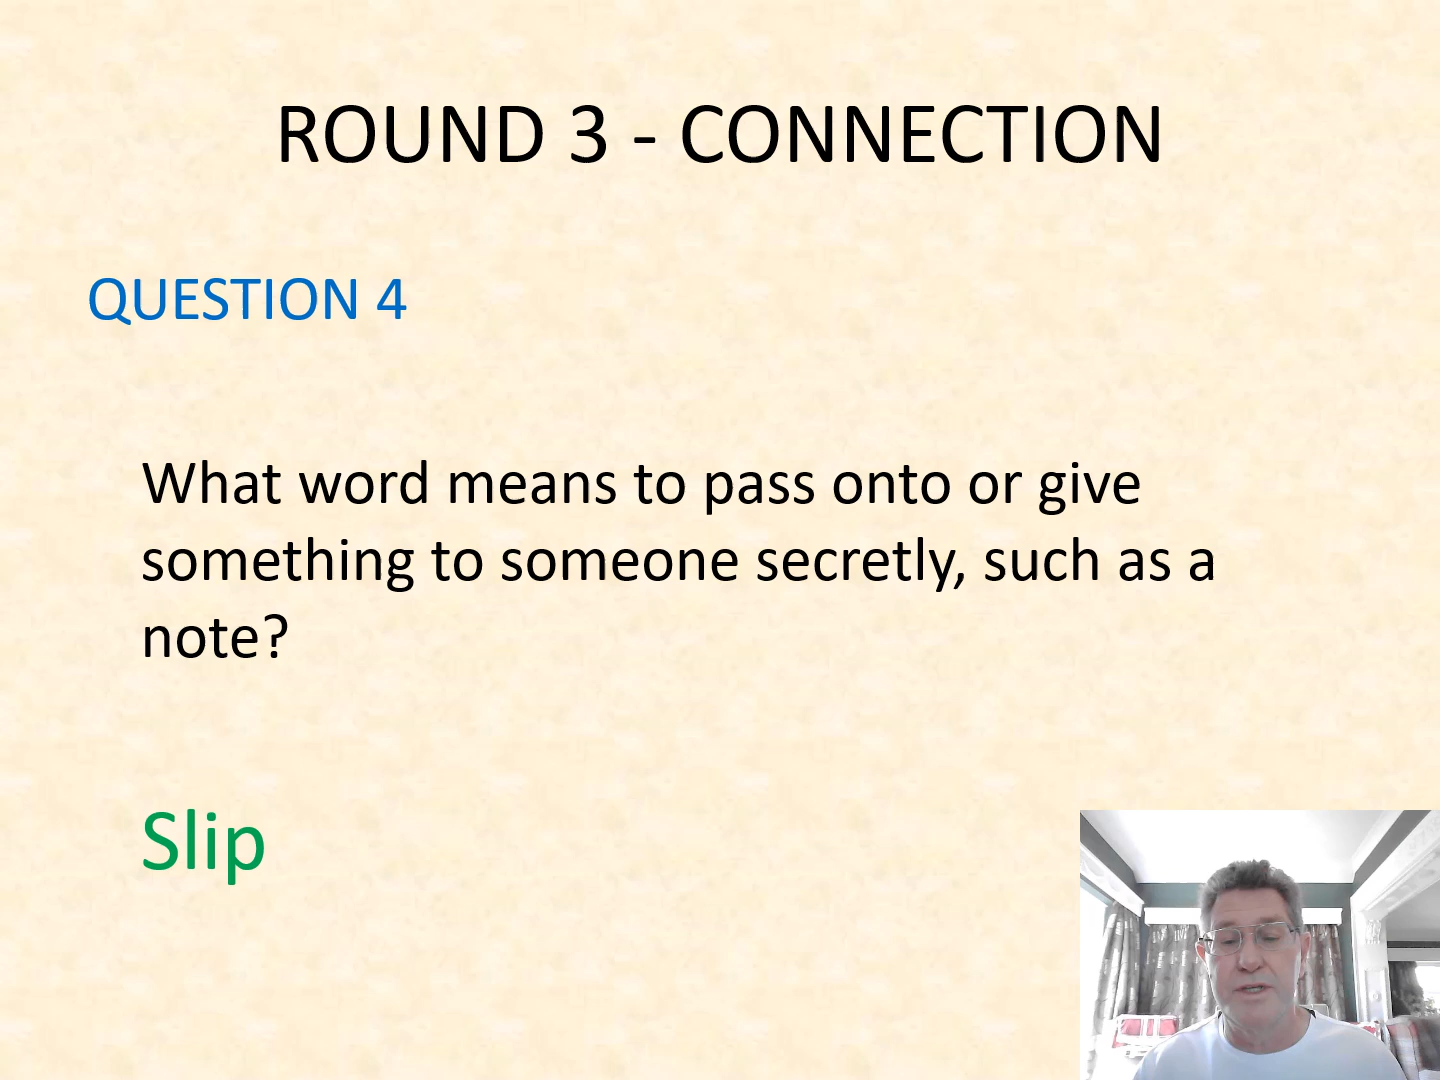 ROUND 3 - CONNECTION
QUESTION 4
What word means to pass onto or give
something to someone secretly, such as a
note?
Slip